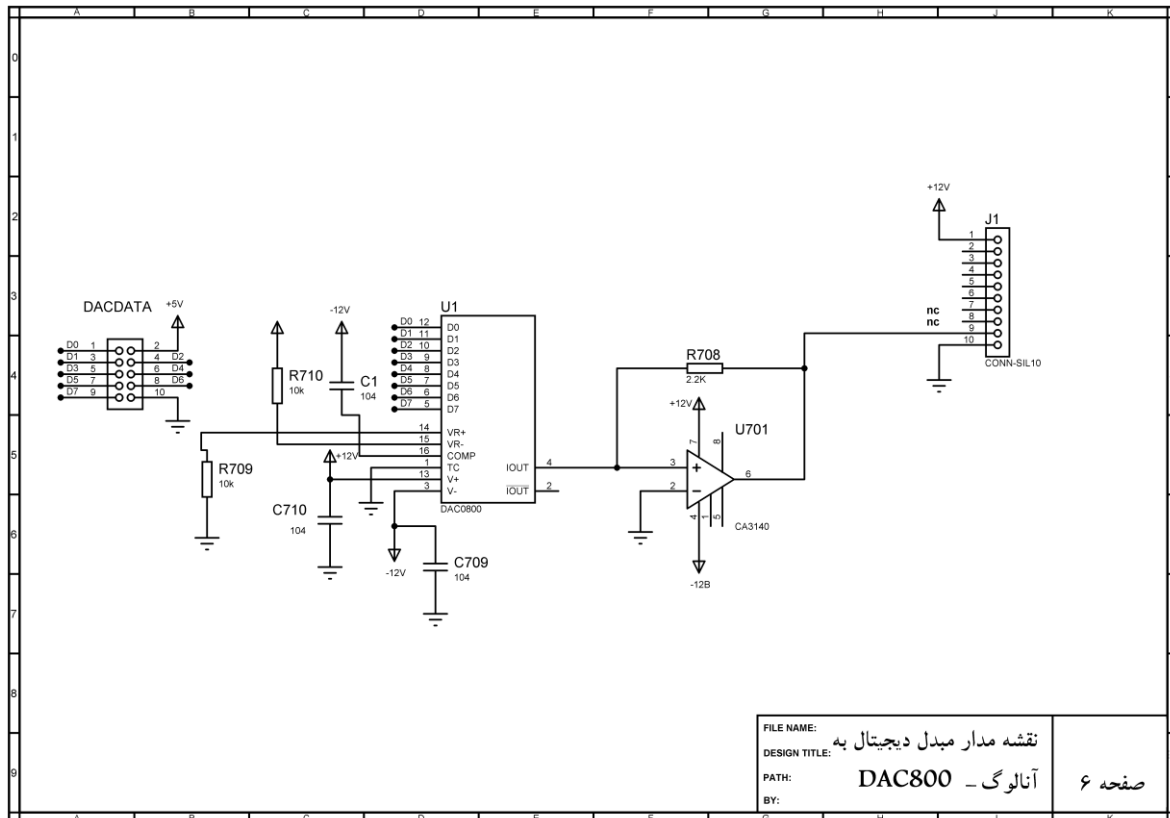 A B C D E F G H J K
0
1
2
3
4
5
6
7
8
9
DACDATA
+5V
D0 1 2
D1 3 4 D2
D3 5 6 D4
D5 7 8 D6
D7 9 10
R709
10k
R710
10k
-12V
C1
104
+12V
C710
104
-12V
C709
104
U1
D0 12 D0
D1 11 D1
D2 10 D2
D3 9 D3
D4 8 D4
D5 7 D5
D6 6 D6
D7 5 D7
14 VR+
15 VR-
16 COMP
1 TC
13 V+
3 V-
IOUT 4
IOUT 2
DAC0800
R708
2.2K
+12V
U701
7
8
3 +
2 −
6
4
1
5
CA3140
-12B
+12V
J1
1
2
3
4
5
6
nc 7
nc 8
9
10
CONN-SIL10
FILE NAME:
DESIGN TITLE:
PATH:
BY:
نقشه مدار مبدل دیجیتال به
آنالوگ – DAC800
صفحه ۶
A B C D E F G H J K